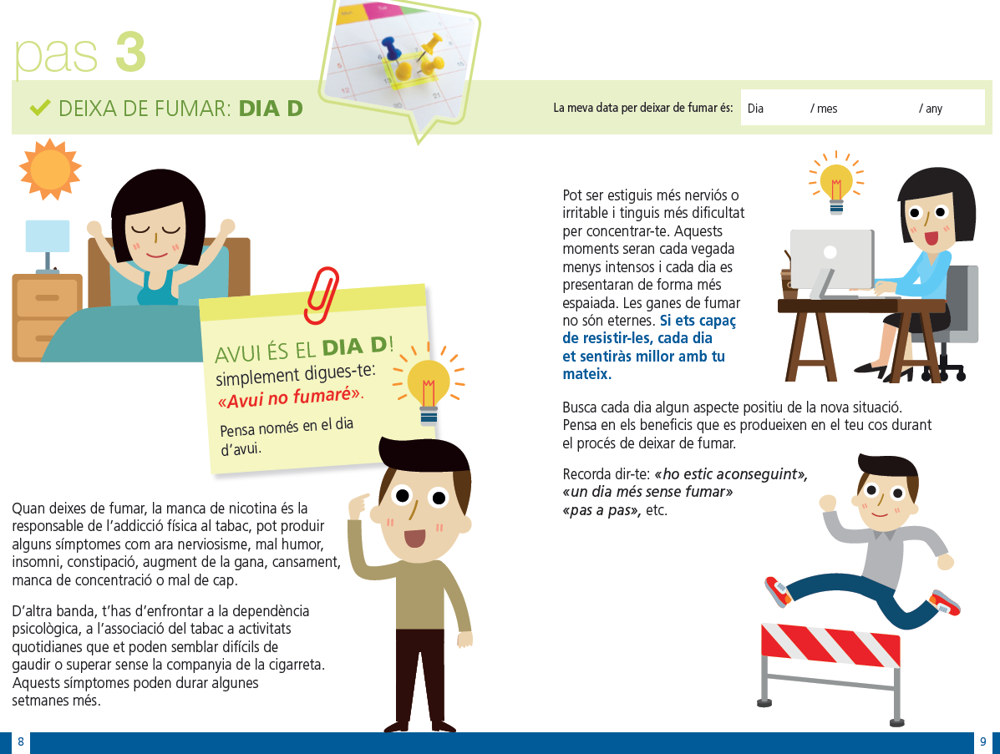 pas 3
DEIXA DE FUMAR: DIA D
La meva data per deixar de fumar és: Dia / mes / any
AVUI ÉS EL DIA D!
simplement digues-te:
«Avui no fumaré».
Pensa només en el dia
d’avui.
Quan deixes de fumar, la manca de nicotina és la
responsable de l’addicció física al tabac, pot produir
alguns símptomes com ara nerviosisme, mal humor,
insomni, constipació, augment de la gana, cansament,
manca de concentració o mal de cap.
D’altra banda, t’has d’enfrontar a la dependència
psicològica, a l’associació del tabac a activitats
quotidianes que et poden semblar difícils de
gaudir o superar sense la companyia de la cigarreta.
Aquests símptomes poden durar algunes
setmanes més.
8
Pot ser estiguis més nerviós o
irritable i tinguis més dificultat
per concentrar-te. Aquests
moments seran cada vegada
menys intensos i cada dia es
presentaran de forma més
espaiada. Les ganes de fumar
no són eternes. Si ets capaç
de resistir-les, cada dia
et sentiràs millor amb tu
mateix.
Busca cada dia algun aspecte positiu de la nova situació.
Pensa en els beneficis que es produeixen en el teu cos durant
el procés de deixar de fumar.
Recorda dir-te: «ho estic aconseguint»,
«un dia més sense fumar»
«pas a pas», etc.
9